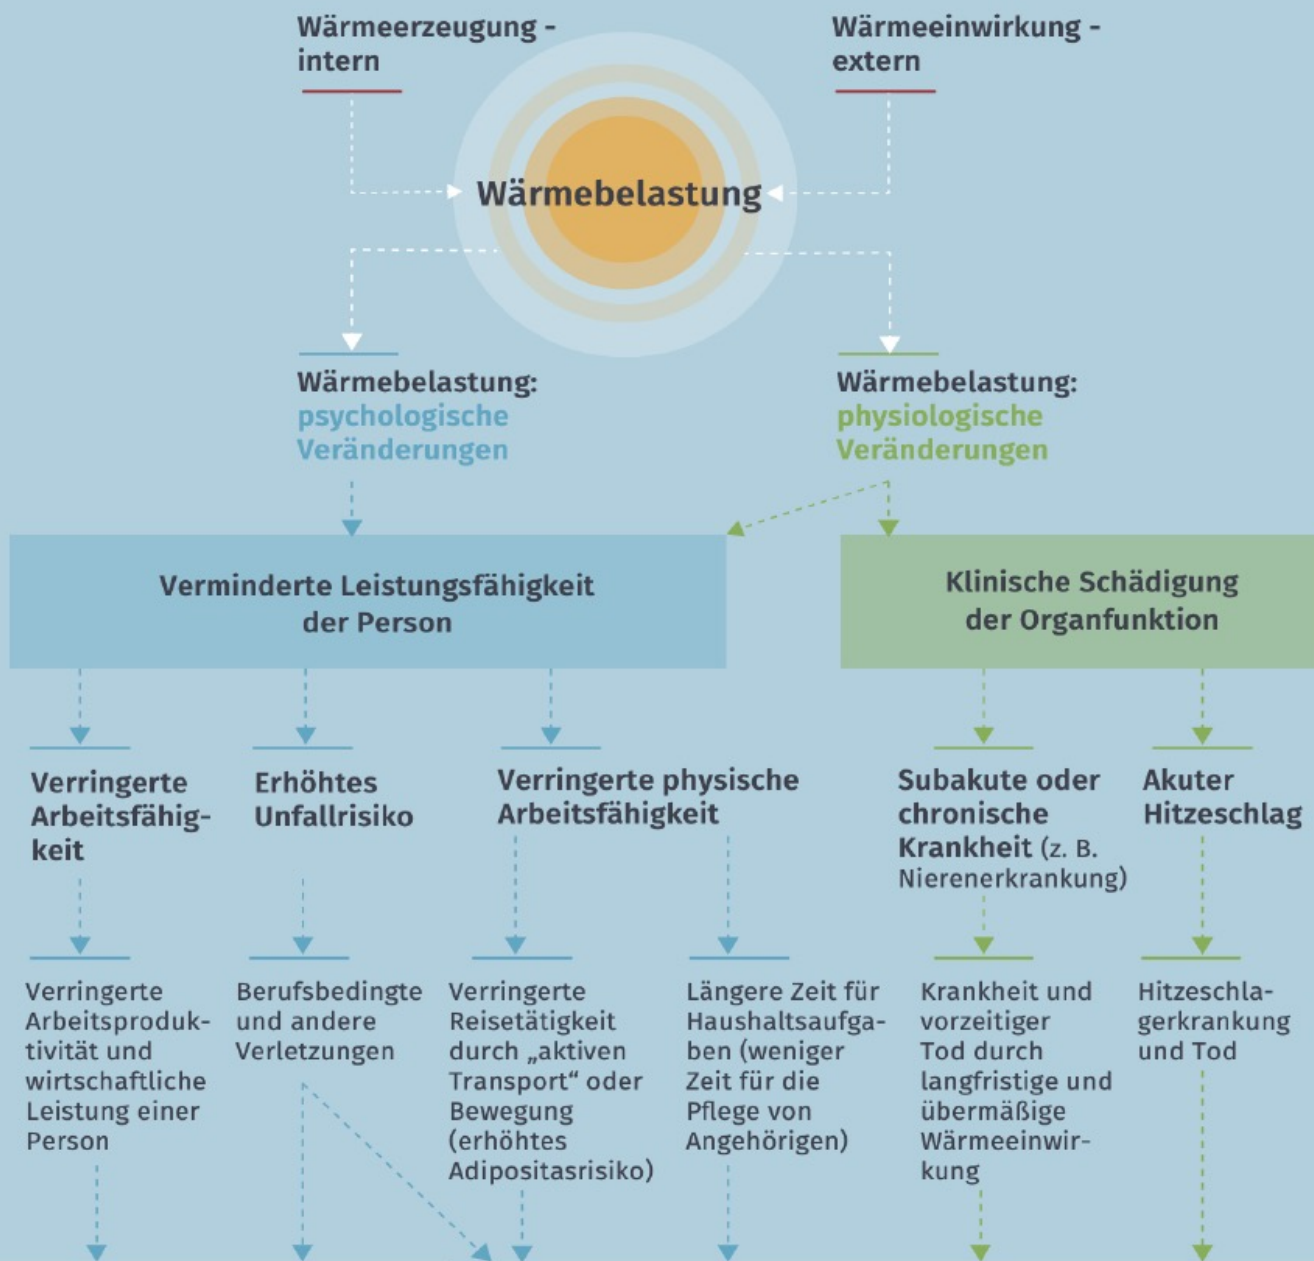 Wärmeerzeugung -
intern
Wärmeeinwirkung -
extern
Wärmebelastung
Wärmebelastung:
psychologische
Veränderungen
Wärmebelastung:
physiologische
Veränderungen
Verminderte Leistungsfähigkeit
der Person
Klinische Schädigung
der Organfunktion
Verringerte
Arbeitsfähig-
keit
Erhöhtes
Unfallrisiko
Verringerte physische
Arbeitsfähigkeit
Subakute oder
chronische
Krankheit (z. B.
Nierenerkrankung)
Akuter
Hitzeschlag
Verringerte
Arbeitsproduk-
tivität und
wirtschaftliche
Leistung einer
Person
Berufsbedingte
und andere
Verletzungen
Verringerte
Reisetätigkeit
durch „aktiven
Transport“ oder
Bewegung
(erhöhtes
Adipositasrisiko)
Längere Zeit für
Haushaltsaufga-
ben (weniger
Zeit für die
Pflege von
Angehörigen)
Krankheit und
vorzeitiger
Tod durch
langfristige und
übermäßige
Wärmeeinwir-
kung
Hitzeschla-
gerkrankung
und Tod